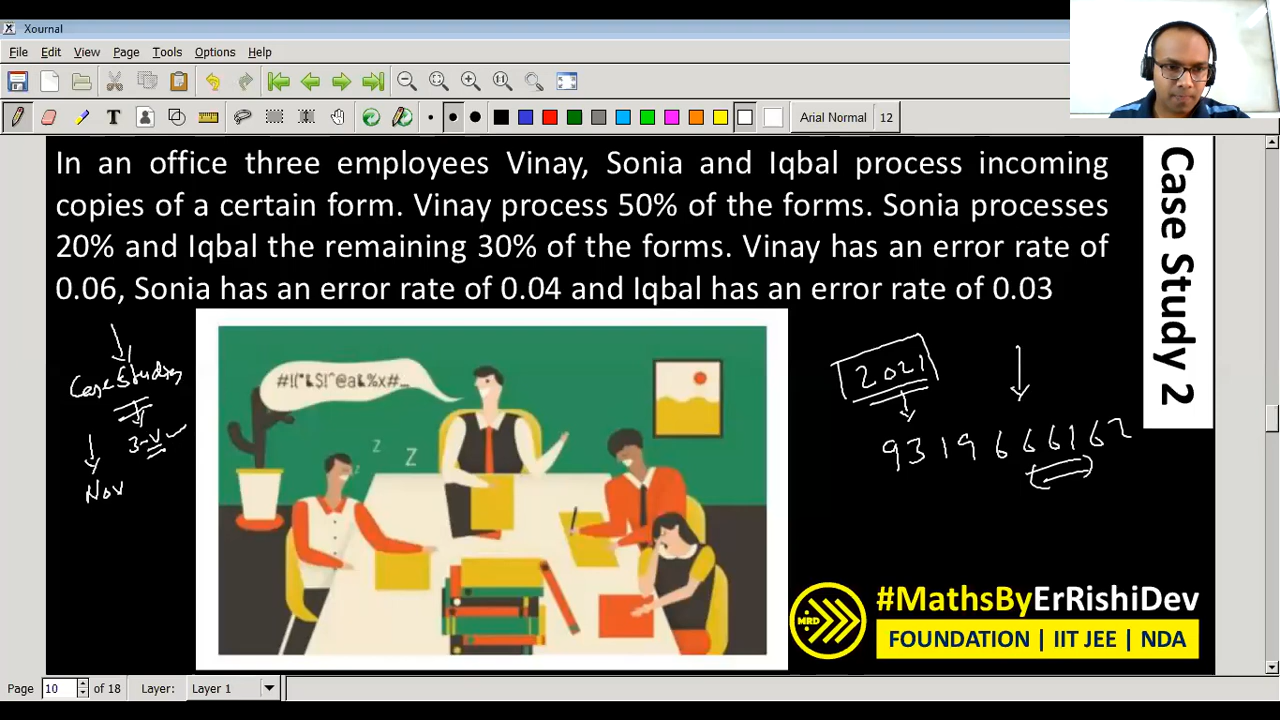 Xournal
File Edit View Page Tools Options Help
Arial Normal 12
In an office three employees Vinay, Sonia and Iqbal process incoming
copies of a certain form. Vinay process 50% of the forms. Sonia processes
20% and Iqbal the remaining 30% of the forms. Vinay has an error rate of
0.06, Sonia has an error rate of 0.04 and Iqbal has an error rate of 0.03
Case Study 2
Case Studies
3-V
Nov
z z Z
2021
9319666162
MRD
#MathsByErRishiDev
FOUNDATION | IIT JEE | NDA
Page 10 of 18 Layer: Layer 1